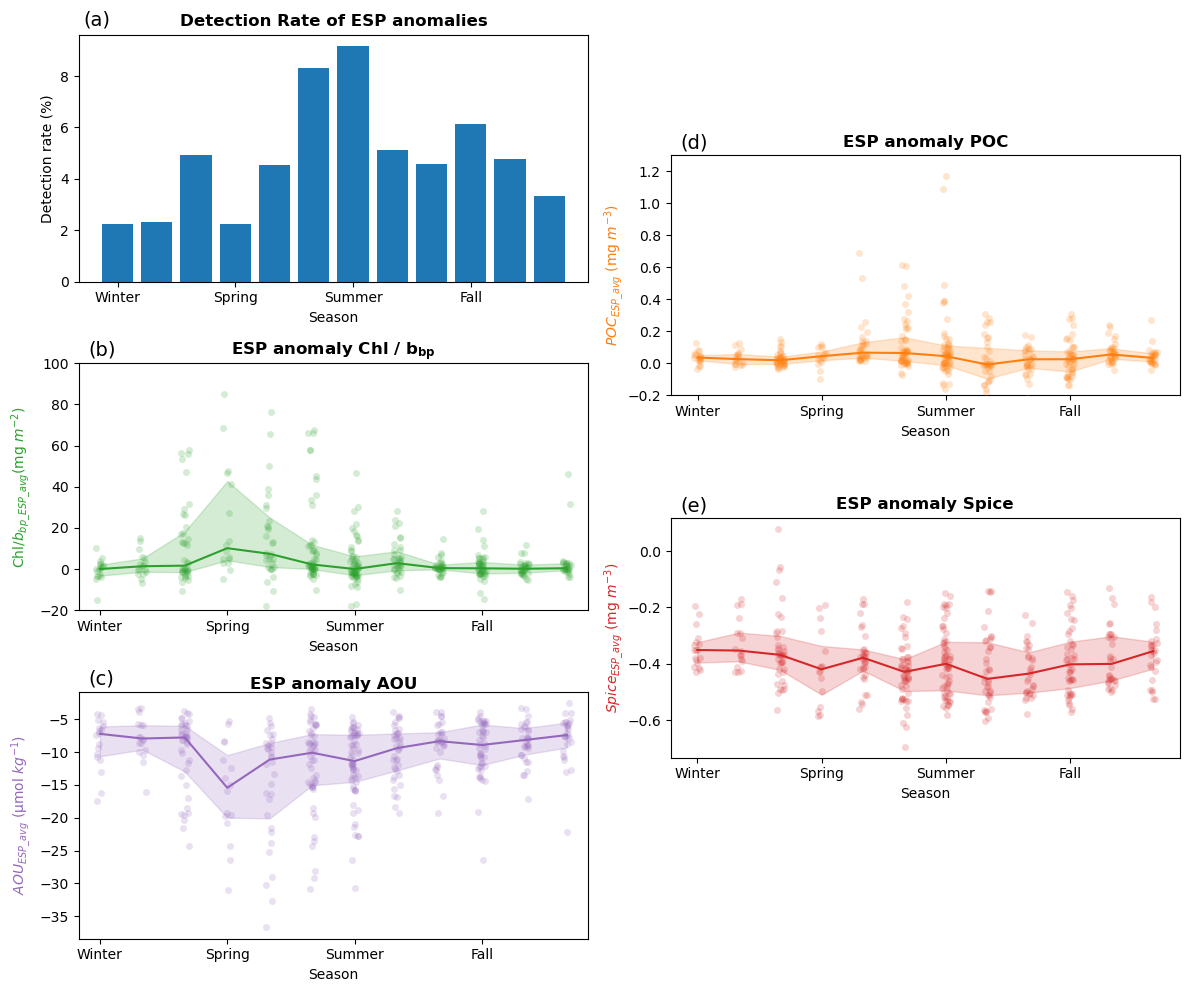 (a)
Detection Rate of ESP anomalies
Detection rate (%)
8
6
4
2
0
Winter Spring Summer Fall
Season
(b)
ESP anomaly Chl / b_bp
Chl/b_bp_ESP_avg(mg m⁻²)
100
80
60
40
20
0
−20
Winter Spring Summer Fall
Season
(c)
ESP anomaly AOU
AOU_ESP_avg (µmol kg⁻¹)
−5
−10
−15
−20
−25
−30
−35
Winter Spring Summer Fall
Season
(d)
ESP anomaly POC
POC_ESP_avg (mg m⁻³)
1.2
1.0
0.8
0.6
0.4
0.2
0.0
−0.2
Winter Spring Summer Fall
Season
(e)
ESP anomaly Spice
Spice_ESP_avg (mg m⁻³)
0.0
−0.2
−0.4
−0.6
Winter Spring Summer Fall
Season